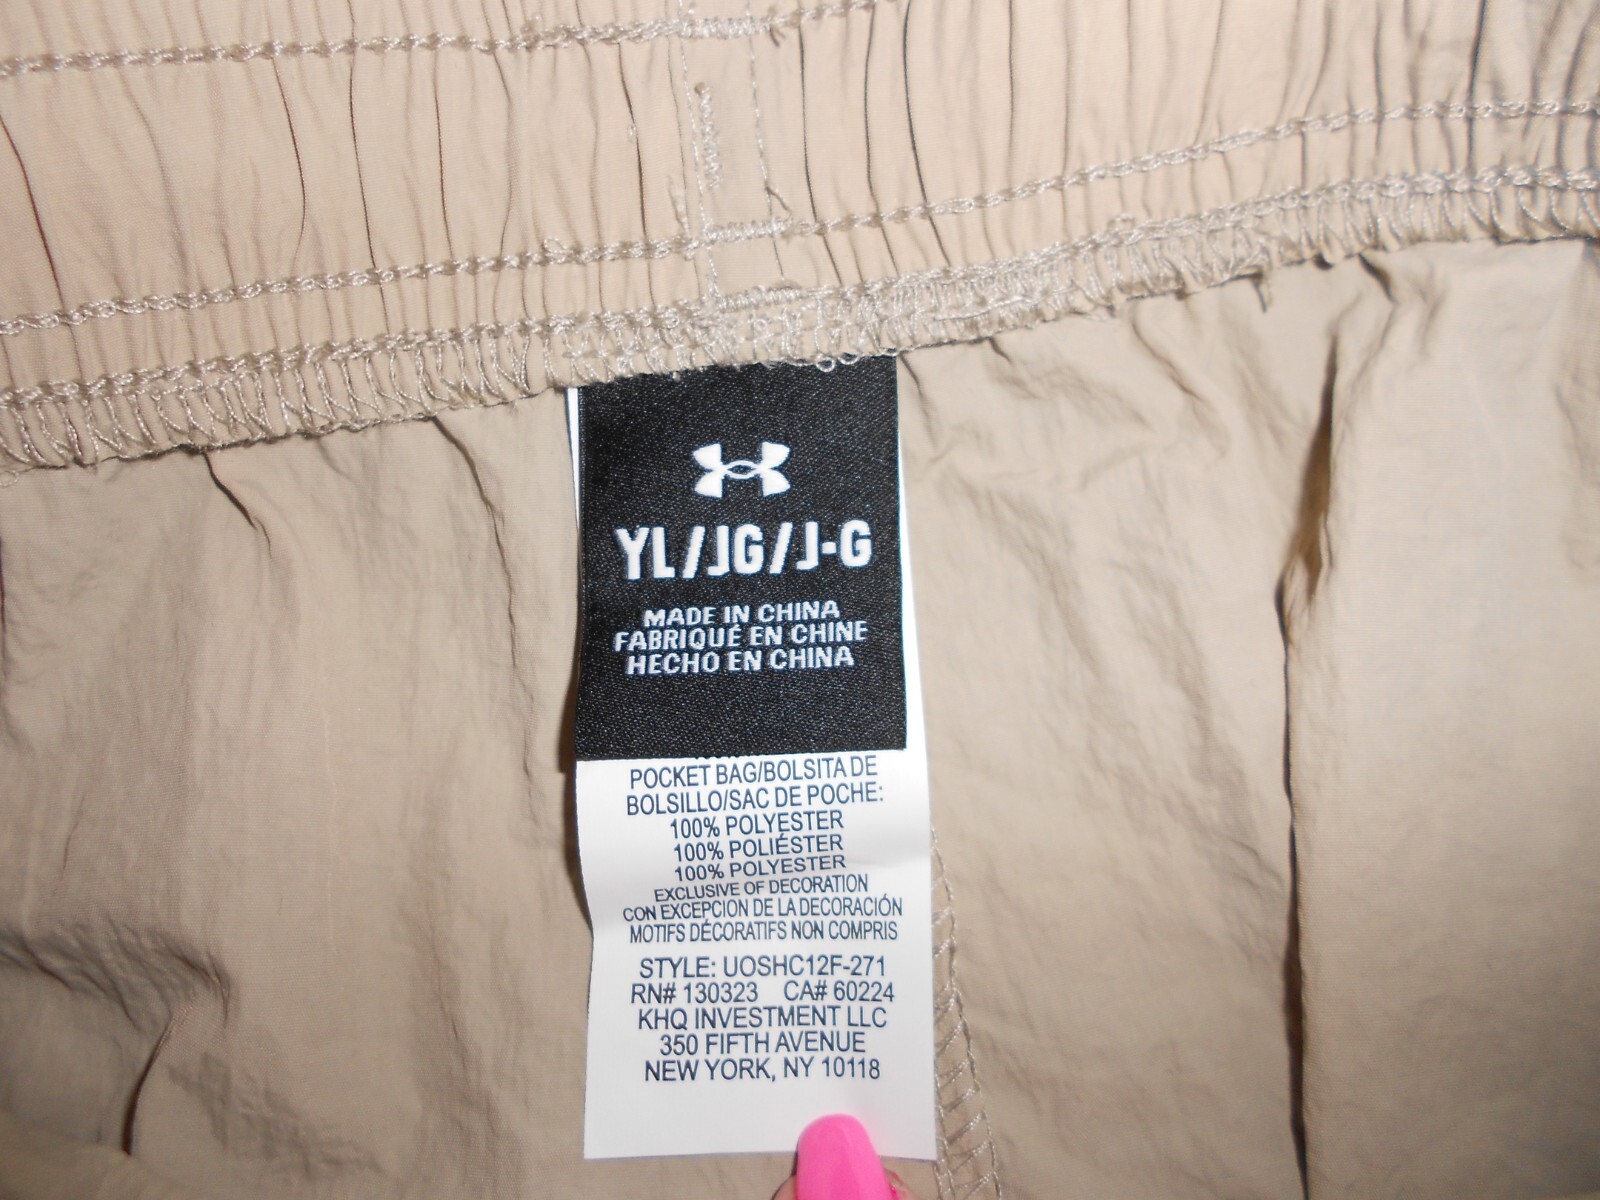 YL/JG/J-G
MADE IN CHINA
FABRIQUÉ EN CHINE
HECHO EN CHINA
POCKET BAG/BOLSITA DE
BOLSILLO/SAC DE POCHE:
100% POLYESTER
100% POLIÉSTER
100% POLYESTER
EXCLUSIVE OF DECORATION
CON EXCEPCION DE LA DECORACIÓN
MOTIFS DÉCORATIFS NON COMPRIS
STYLE: UOSHC12F-271
RN# 130323 CA# 60224
KHQ INVESTMENT LLC
350 FIFTH AVENUE
NEW YORK, NY 10118